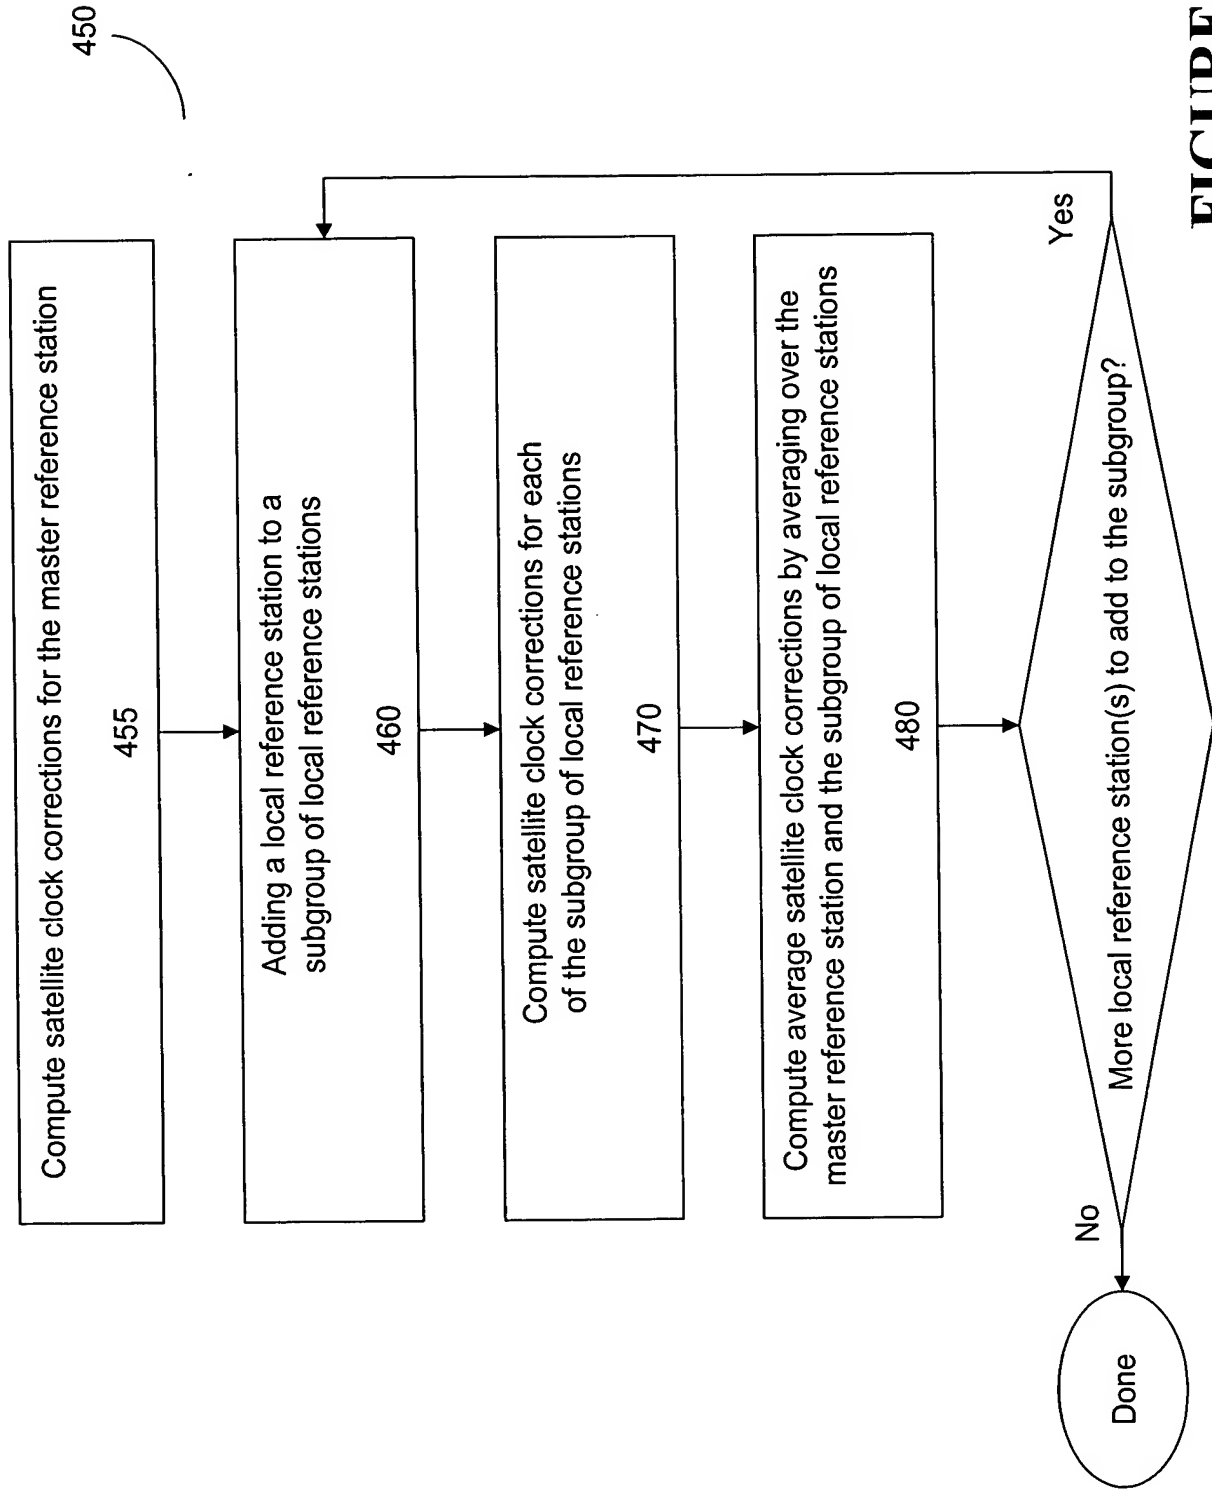 450
Compute satellite clock corrections for the master reference station
455
Adding a local reference station to a
subgroup of local reference stations
460
Compute satellite clock corrections for each
of the subgroup of local reference stations
470
Compute average satellite clock corrections by averaging over the
master reference station and the subgroup of local reference stations
480
More local reference station(s) to add to the subgroup?
Yes
No
Done
FIGURE